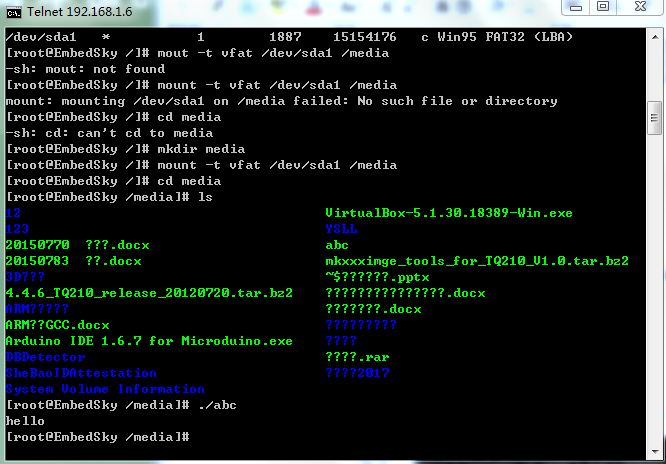 Telnet 192.168.1.6
/dev/sda1 * 1 1887 15154176 c Win95 FAT32 (LBA)
[root@EmbedSky /]# mout -t vfat /dev/sda1 /media
-sh: mout: not found
[root@EmbedSky /]# mount -t vfat /dev/sda1 /media
mount: mounting /dev/sda1 on /media failed: No such file or directory
[root@EmbedSky /]# cd media
-sh: cd: can't cd to media
[root@EmbedSky /]# mkdir media
[root@EmbedSky /]# mount -t vfat /dev/sda1 /media
[root@EmbedSky /]# cd media
[root@EmbedSky /media]# ls
12 VirtualBox-5.1.30.18389-Win.exe
123 YSLL
20150770 ???.docx abc
20150783 ??.docx mkxxximge_tools_for_TQ210_V1.0.tar.bz2
3D??? ~$??????.pptx
4.4.6_TQ210_release_20120720.tar.bz2 ???????????????.docx
ARM????? ???????.docx
ARM??GCC.docx ?????????
Arduino IDE 1.6.7 for Microduino.exe ????
DBDetector ????.rar
SheBaoIDAttestation ????2017
System Volume Information
[root@EmbedSky /media]# ./abc
hello
[root@EmbedSky /media]#